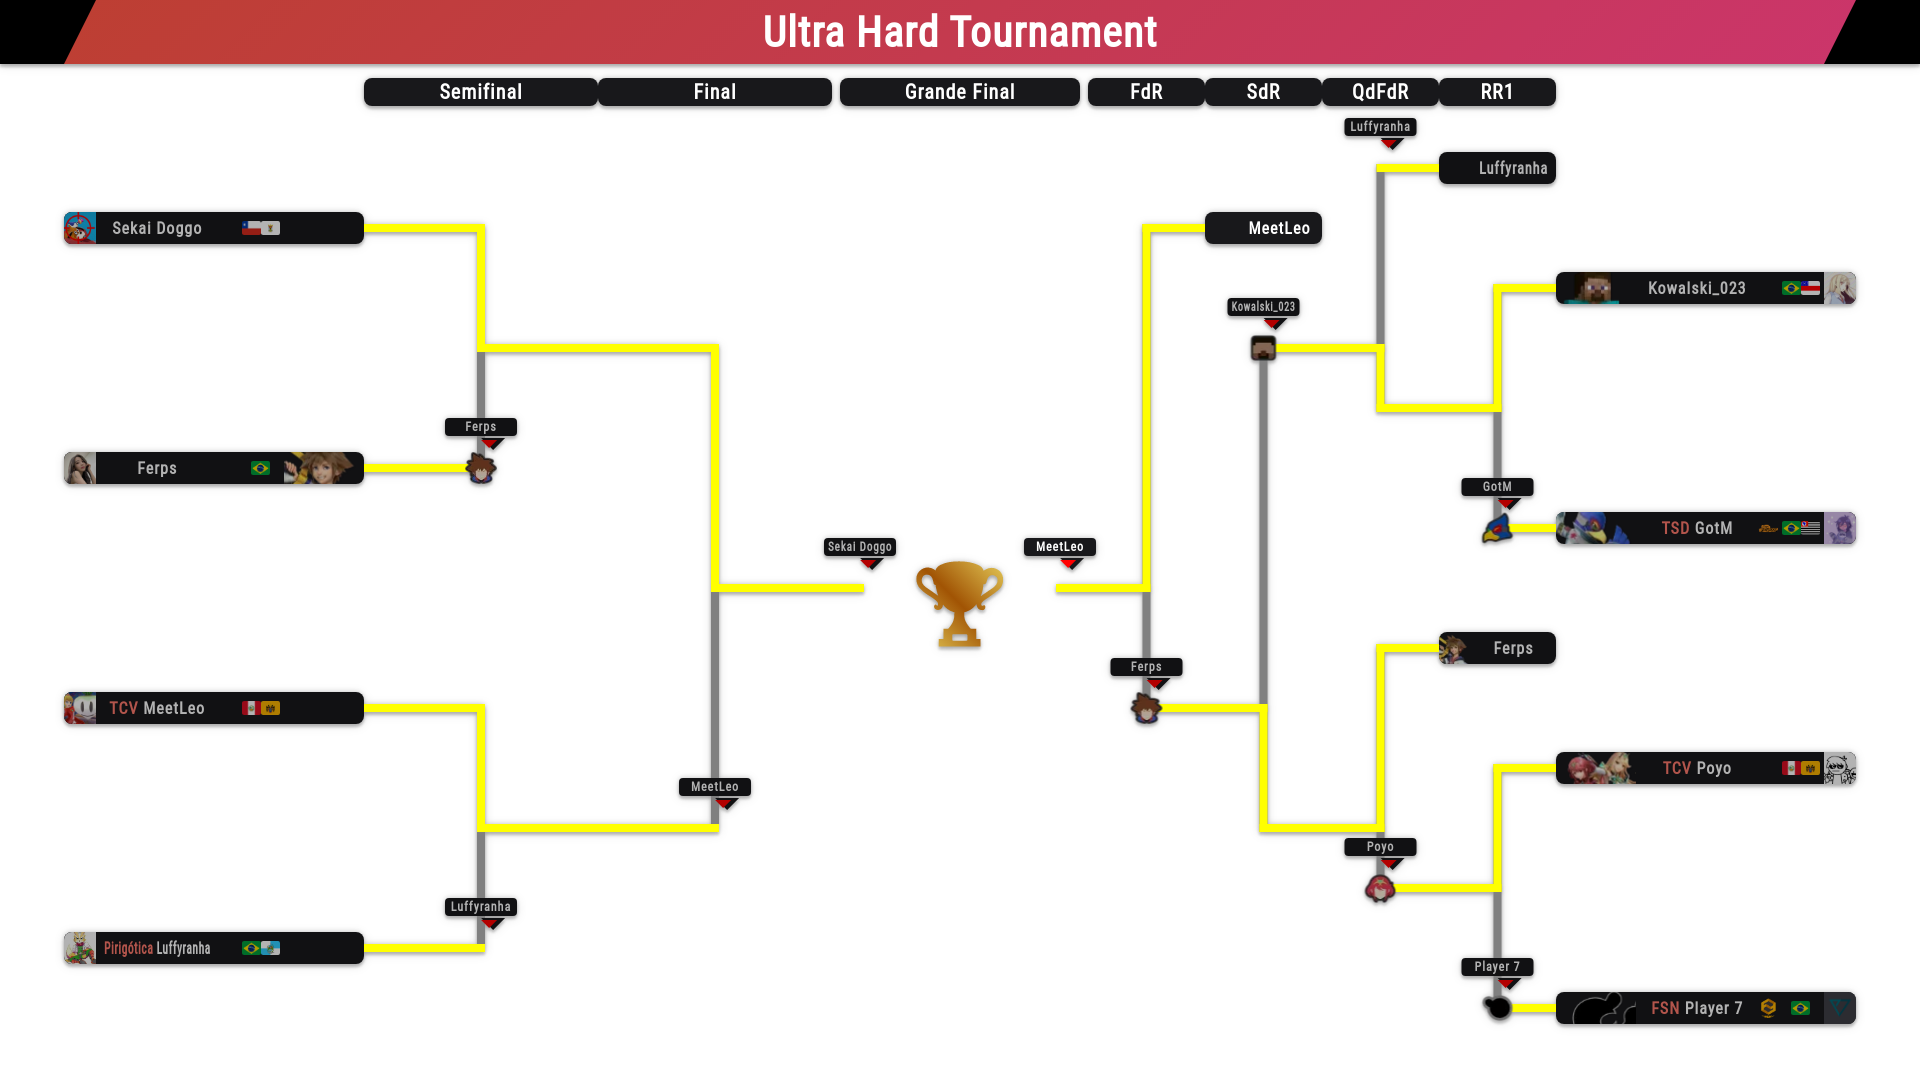 Ultra Hard Tournament
Semifinal
Final
Grande Final
FdR
SdR
QdFdR
RR1
Sekai Doggo
Ferps
Ferps
TCV MeetLeo
MeetLeo
Luffyranha
Pirigótica Luffyranha
Sekai Doggo
MeetLeo
MeetLeo
Ferps
Kowalski_023
Luffyranha
Luffyranha
Kowalski_023
GotM
TSD GotM
Ferps
TCV Poyo
Poyo
Player 7
FSN Player 7